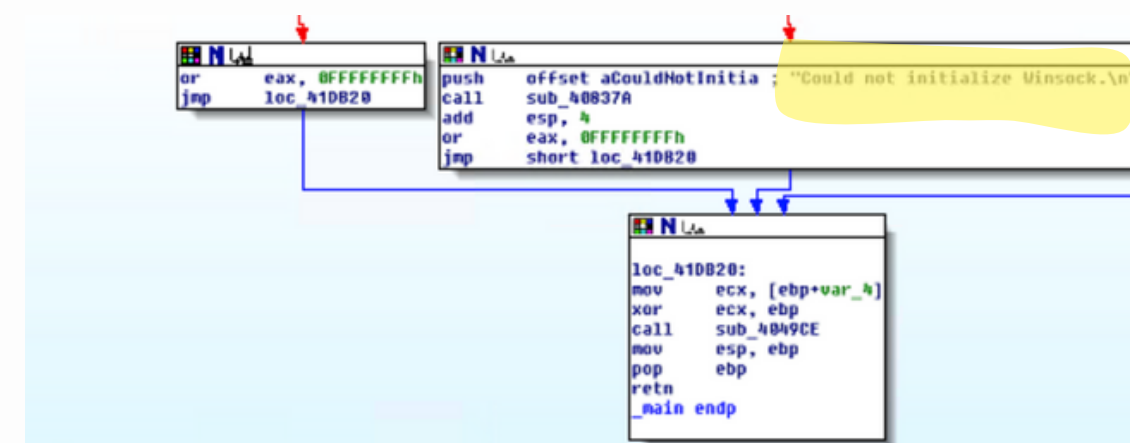 or eax, 0FFFFFFFFh
jmp loc_41DB20
push offset aCouldNotInitia ; "Could not initialize Winsock.\n"
call sub_40837A
add esp, 4
or eax, 0FFFFFFFFh
jmp short loc_41DB20
loc_41DB20:
mov ecx, [ebp+var_4]
xor ecx, ebp
call sub_4049CE
mov esp, ebp
pop ebp
retn
_main endp